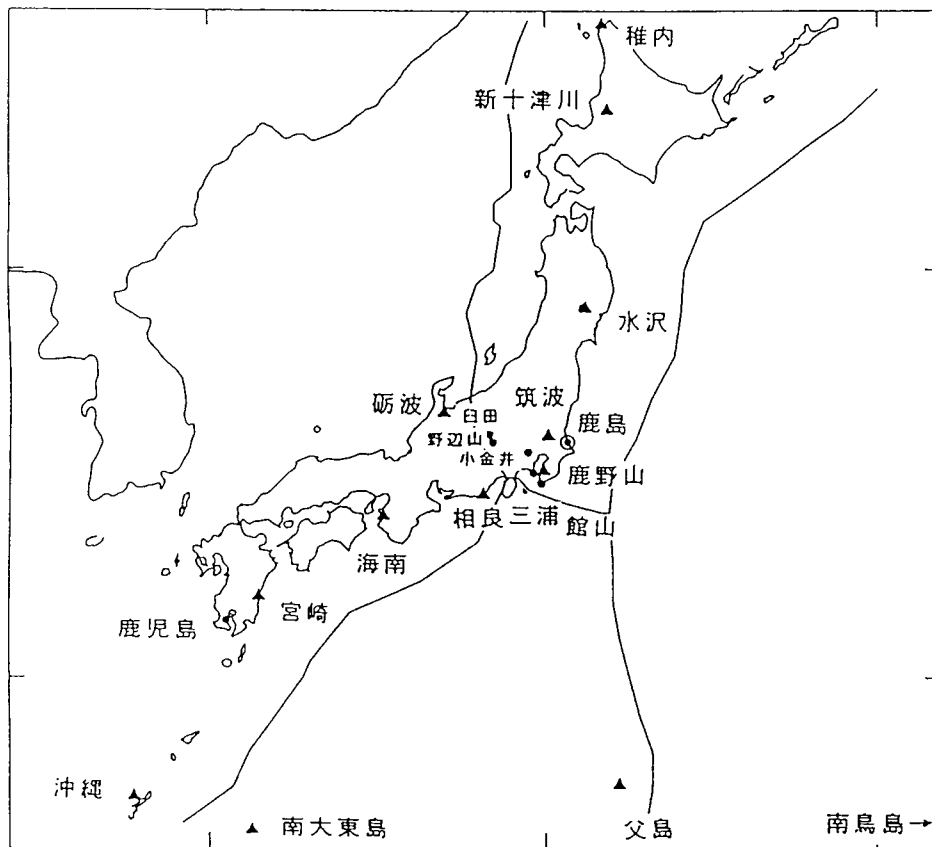 稚内
新十津川
水沢
砺波
筑波
臼田
鹿島
野辺山
小金井
鹿野山
相良
三浦
館山
海南
宮崎
鹿児島
沖縄
南大東島
父島
南鳥島→